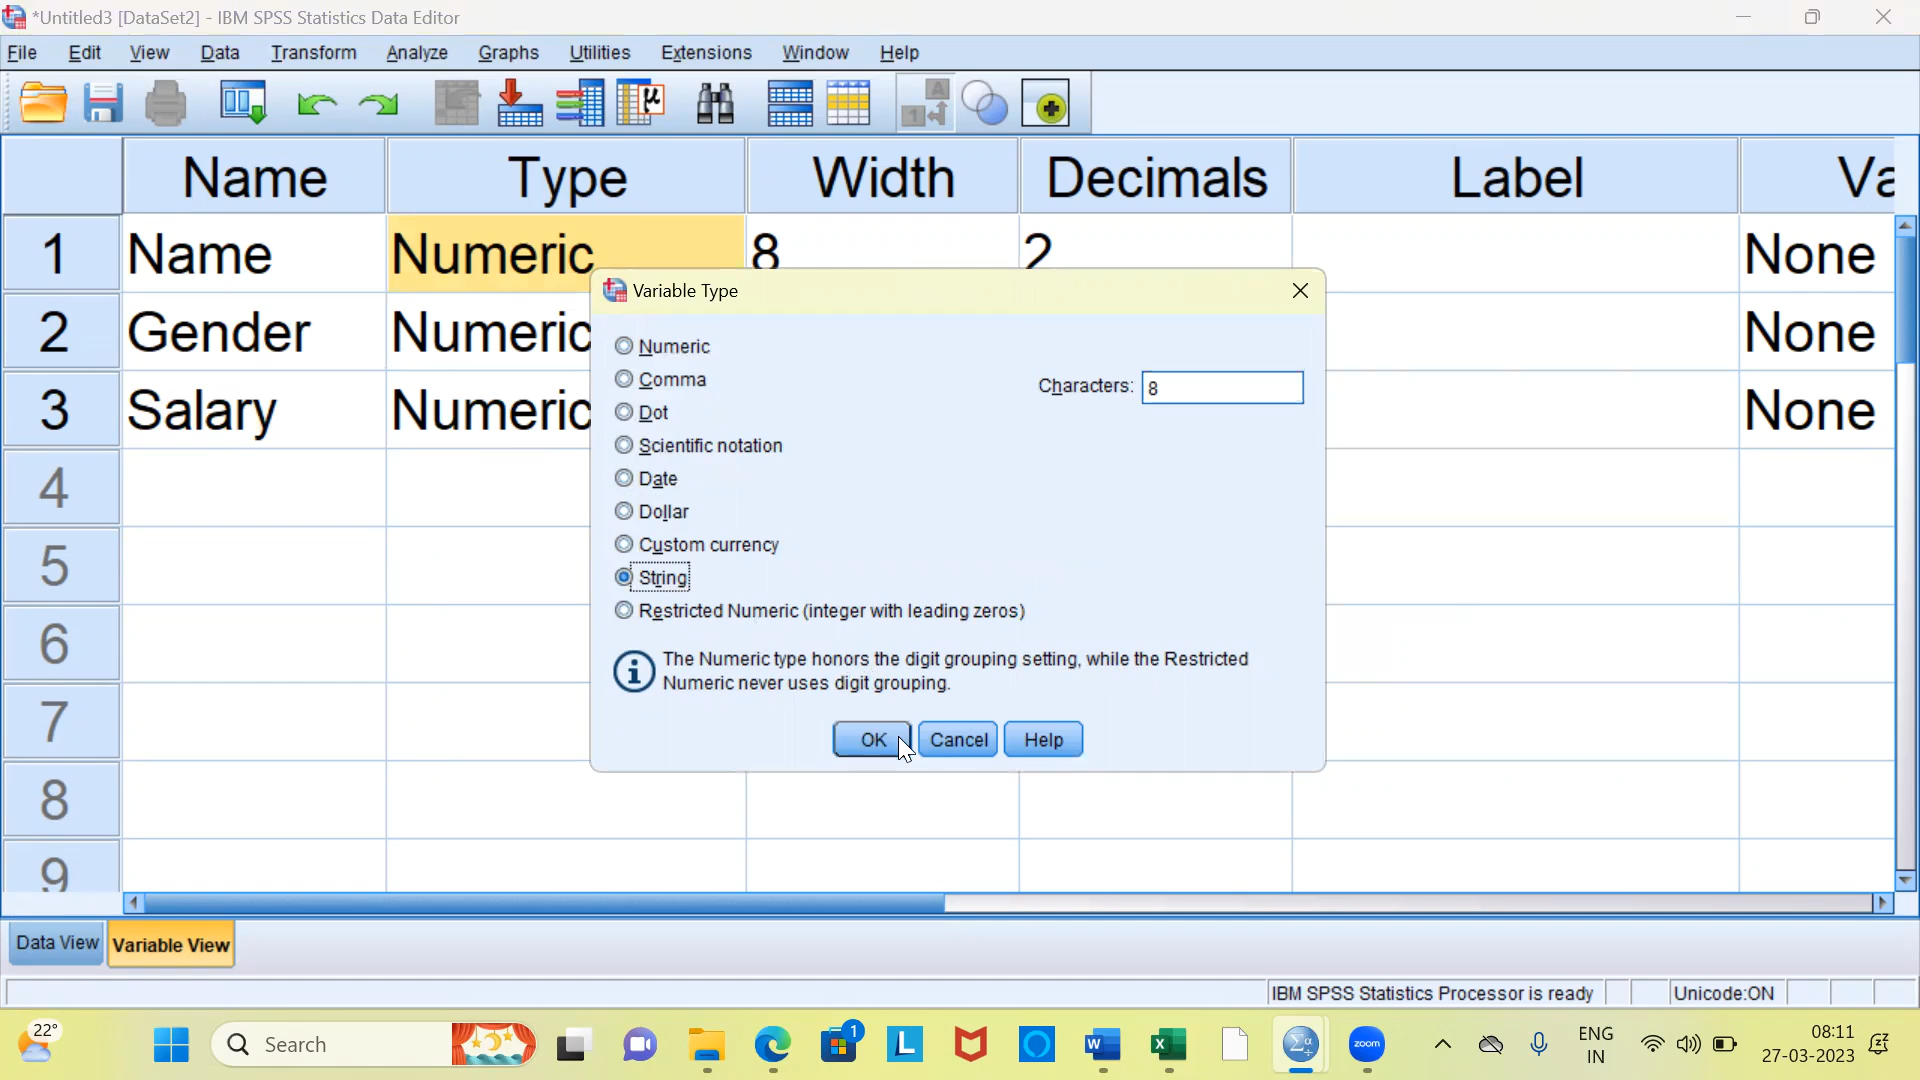 *Untitled3 [DataSet2] - IBM SPSS Statistics Data Editor
File Edit View Data Transform Analyze Graphs Utilities Extensions Window Help
Name Type Width Decimals Label
1 Name Numeric 8 2 None
2 Gender Numeric None
3 Salary Numeric None
4
5
6
7
8
9
Variable Type
Numeric
Comma
Characters: 8
Dot
Scientific notation
Date
Dollar
Custom currency
String
Restricted Numeric (integer with leading zeros)
The Numeric type honors the digit grouping setting, while the Restricted
Numeric never uses digit grouping.
OK Cancel Help
Data View Variable View
IBM SPSS Statistics Processor is ready Unicode:ON
22°
Search
1
L
W
X
Σα
zoom
ENG
IN
08:11
27-03-2023